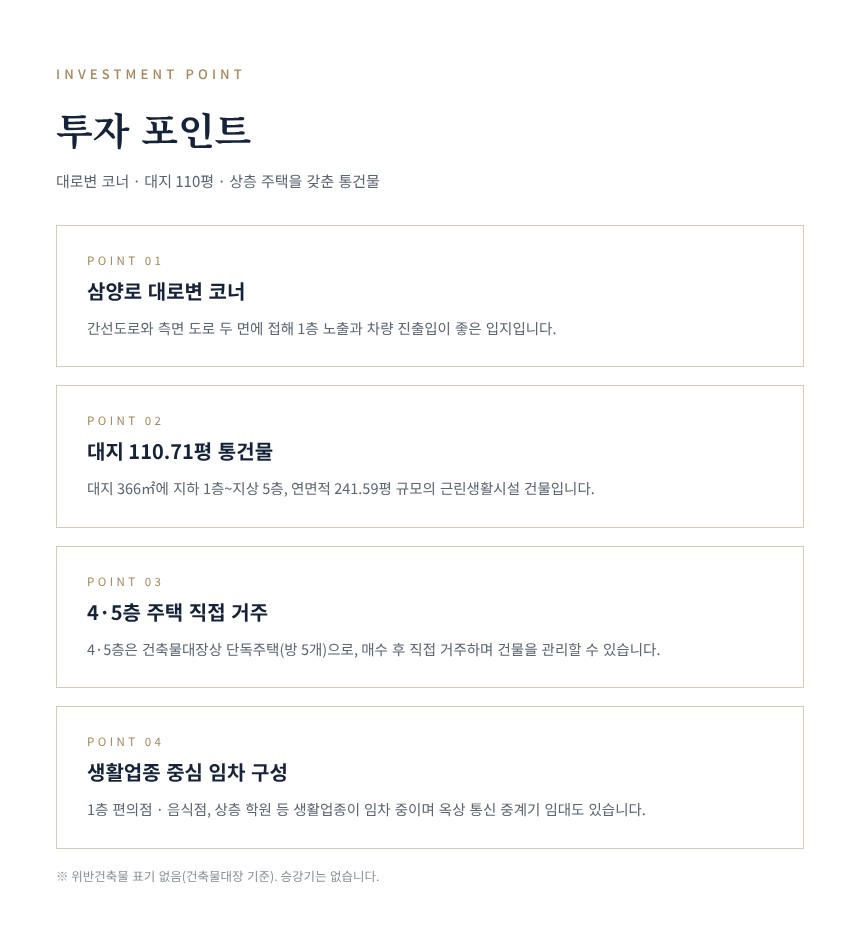 INVESTMENT POINT
투자 포인트
대로변 코너 · 대지 110평 · 상층 주택을 갖춘 통건물
POINT 01
삼양로 대로변 코너
간선도로와 측면 도로 두 면에 접해 1층 노출과 차량 진출입이 좋은 입지입니다.
POINT 02
대지 110.71평 통건물
대지 366㎡에 지하 1층~지상 5층, 연면적 241.59평 규모의 근린생활시설 건물입니다.
POINT 03
4·5층 주택 직접 거주
4·5층은 건축물대장상 단독주택(방 5개)으로, 매수 후 직접 거주하며 건물을 관리할 수 있습니다.
POINT 04
생활업종 중심 임차 구성
1층 편의점 · 음식점, 상층 학원 등 생활업종이 임차 중이며 옥상 통신 중계기 임대도 있습니다.
※ 위반건축물 표기 없음(건축물대장 기준). 승강기는 없습니다.